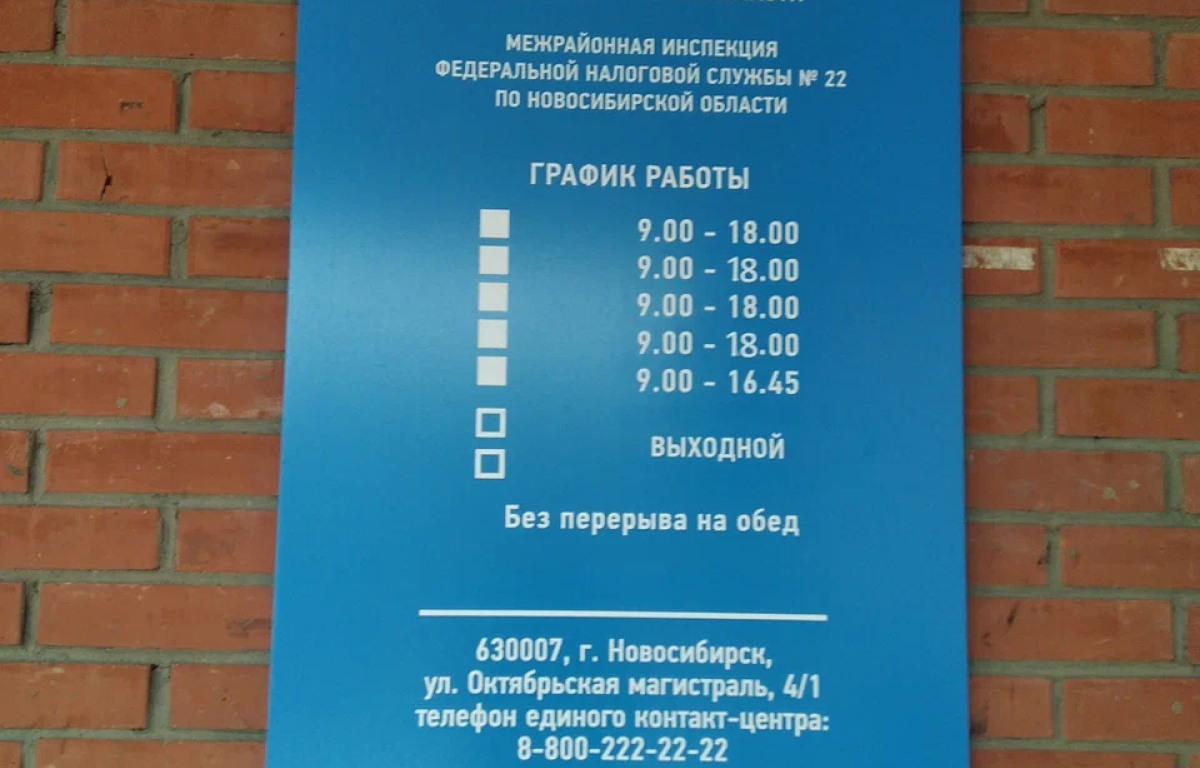 МЕЖРАЙОННАЯ ИНСПЕКЦИЯ
ФЕДЕРАЛЬНОЙ НАЛОГОВОЙ СЛУЖБЫ № 22
ПО НОВОСИБИРСКОЙ ОБЛАСТИ
ГРАФИК РАБОТЫ
9.00 - 18.00
9.00 - 18.00
9.00 - 18.00
9.00 - 18.00
9.00 - 16.45
ВЫХОДНОЙ
Без перерыва на обед
630007, г. Новосибирск,
ул. Октябрьская магистраль, 4/1
телефон единого контакт-центра:
8-800-222-22-22